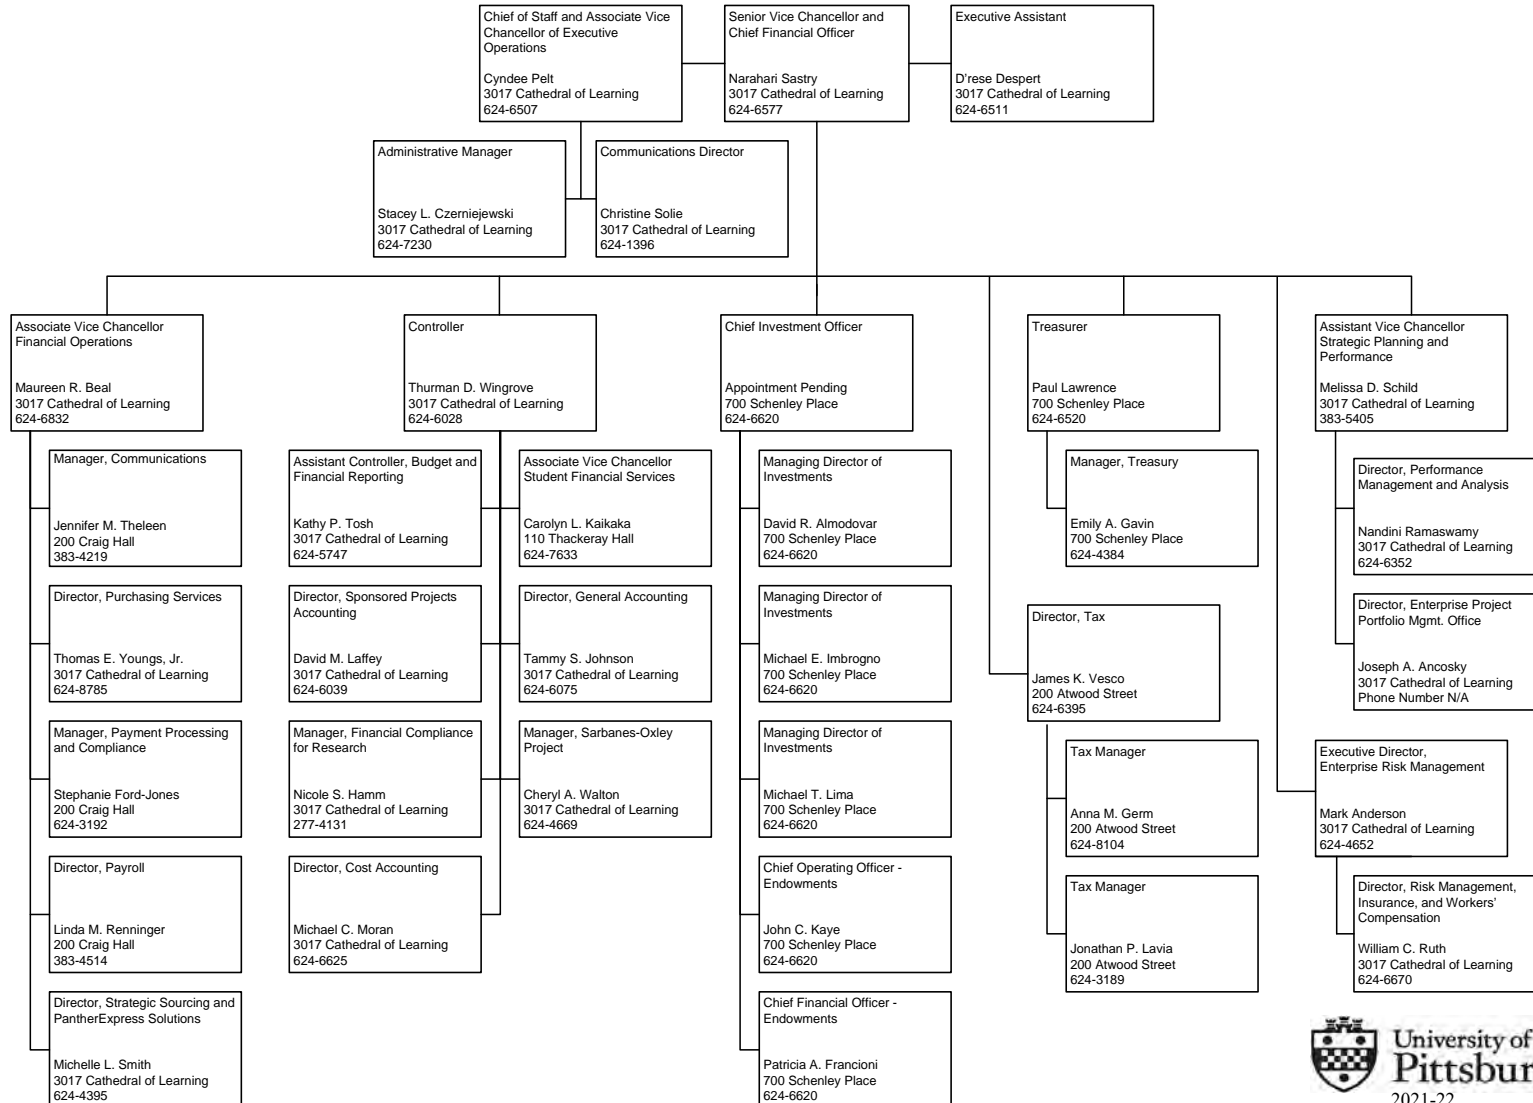 Chief of Staff and Associate Vice
Chancellor of Executive
Operations
Cyndee Pelt
3017 Cathedral of Learning
624-6507
Senior Vice Chancellor and
Chief Financial Officer
Narahari Sastry
3017 Cathedral of Learning
624-6577
Executive Assistant
D'rese Despert
3017 Cathedral of Learning
624-6511
Administrative Manager
Stacey L. Czerniejewski
3017 Cathedral of Learning
624-7230
Communications Director
Christine Solie
3017 Cathedral of Learning
624-1396
Associate Vice Chancellor
Financial Operations
Maureen R. Beal
3017 Cathedral of Learning
624-6832
Manager, Communications
Jennifer M. Theleen
200 Craig Hall
383-4219
Director, Purchasing Services
Thomas E. Youngs, Jr.
3017 Cathedral of Learning
624-8785
Manager, Payment Processing
and Compliance
Stephanie Ford-Jones
200 Craig Hall
624-3192
Director, Payroll
Linda M. Renninger
200 Craig Hall
383-4514
Director, Strategic Sourcing and
PantherExpress Solutions
Michelle L. Smith
3017 Cathedral of Learning
624-4395
Controller
Thurman D. Wingrove
3017 Cathedral of Learning
624-6028
Assistant Controller, Budget and
Financial Reporting
Kathy P. Tosh
3017 Cathedral of Learning
624-5747
Associate Vice Chancellor
Student Financial Services
Carolyn L. Kaikaka
110 Thackeray Hall
624-7633
Director, Sponsored Projects
Accounting
David M. Laffey
3017 Cathedral of Learning
624-6039
Director, General Accounting
Tammy S. Johnson
3017 Cathedral of Learning
624-6075
Manager, Financial Compliance
for Research
Nicole S. Hamm
3017 Cathedral of Learning
277-4131
Manager, Sarbanes-Oxley
Project
Cheryl A. Walton
3017 Cathedral of Learning
624-4669
Director, Cost Accounting
Michael C. Moran
3017 Cathedral of Learning
624-6625
Chief Investment Officer
Appointment Pending
700 Schenley Place
624-6620
Managing Director of
Investments
David R. Almodovar
700 Schenley Place
624-6620
Managing Director of
Investments
Michael E. Imbrogno
700 Schenley Place
624-6620
Managing Director of
Investments
Michael T. Lima
700 Schenley Place
624-6620
Chief Operating Officer -
Endowments
John C. Kaye
700 Schenley Place
624-6620
Chief Financial Officer -
Endowments
Patricia A. Francioni
700 Schenley Place
624-6620
Treasurer
Paul Lawrence
700 Schenley Place
624-6520
Manager, Treasury
Emily A. Gavin
700 Schenley Place
624-4384
Director, Tax
James K. Vesco
200 Atwood Street
624-6395
Tax Manager
Anna M. Germ
200 Atwood Street
624-8104
Tax Manager
Jonathan P. Lavia
200 Atwood Street
624-3189
Assistant Vice Chancellor
Strategic Planning and
Performance
Melissa D. Schild
3017 Cathedral of Learning
383-5405
Director, Performance
Management and Analysis
Nandini Ramaswamy
3017 Cathedral of Learning
624-6352
Director, Enterprise Project
Portfolio Mgmt. Office
Joseph A. Ancosky
3017 Cathedral of Learning
Phone Number N/A
Executive Director,
Enterprise Risk Management
Mark Anderson
3017 Cathedral of Learning
624-4652
Director, Risk Management,
Insurance, and Workers'
Compensation
William C. Ruth
3017 Cathedral of Learning
624-6670
University of
Pittsbur
2021-22